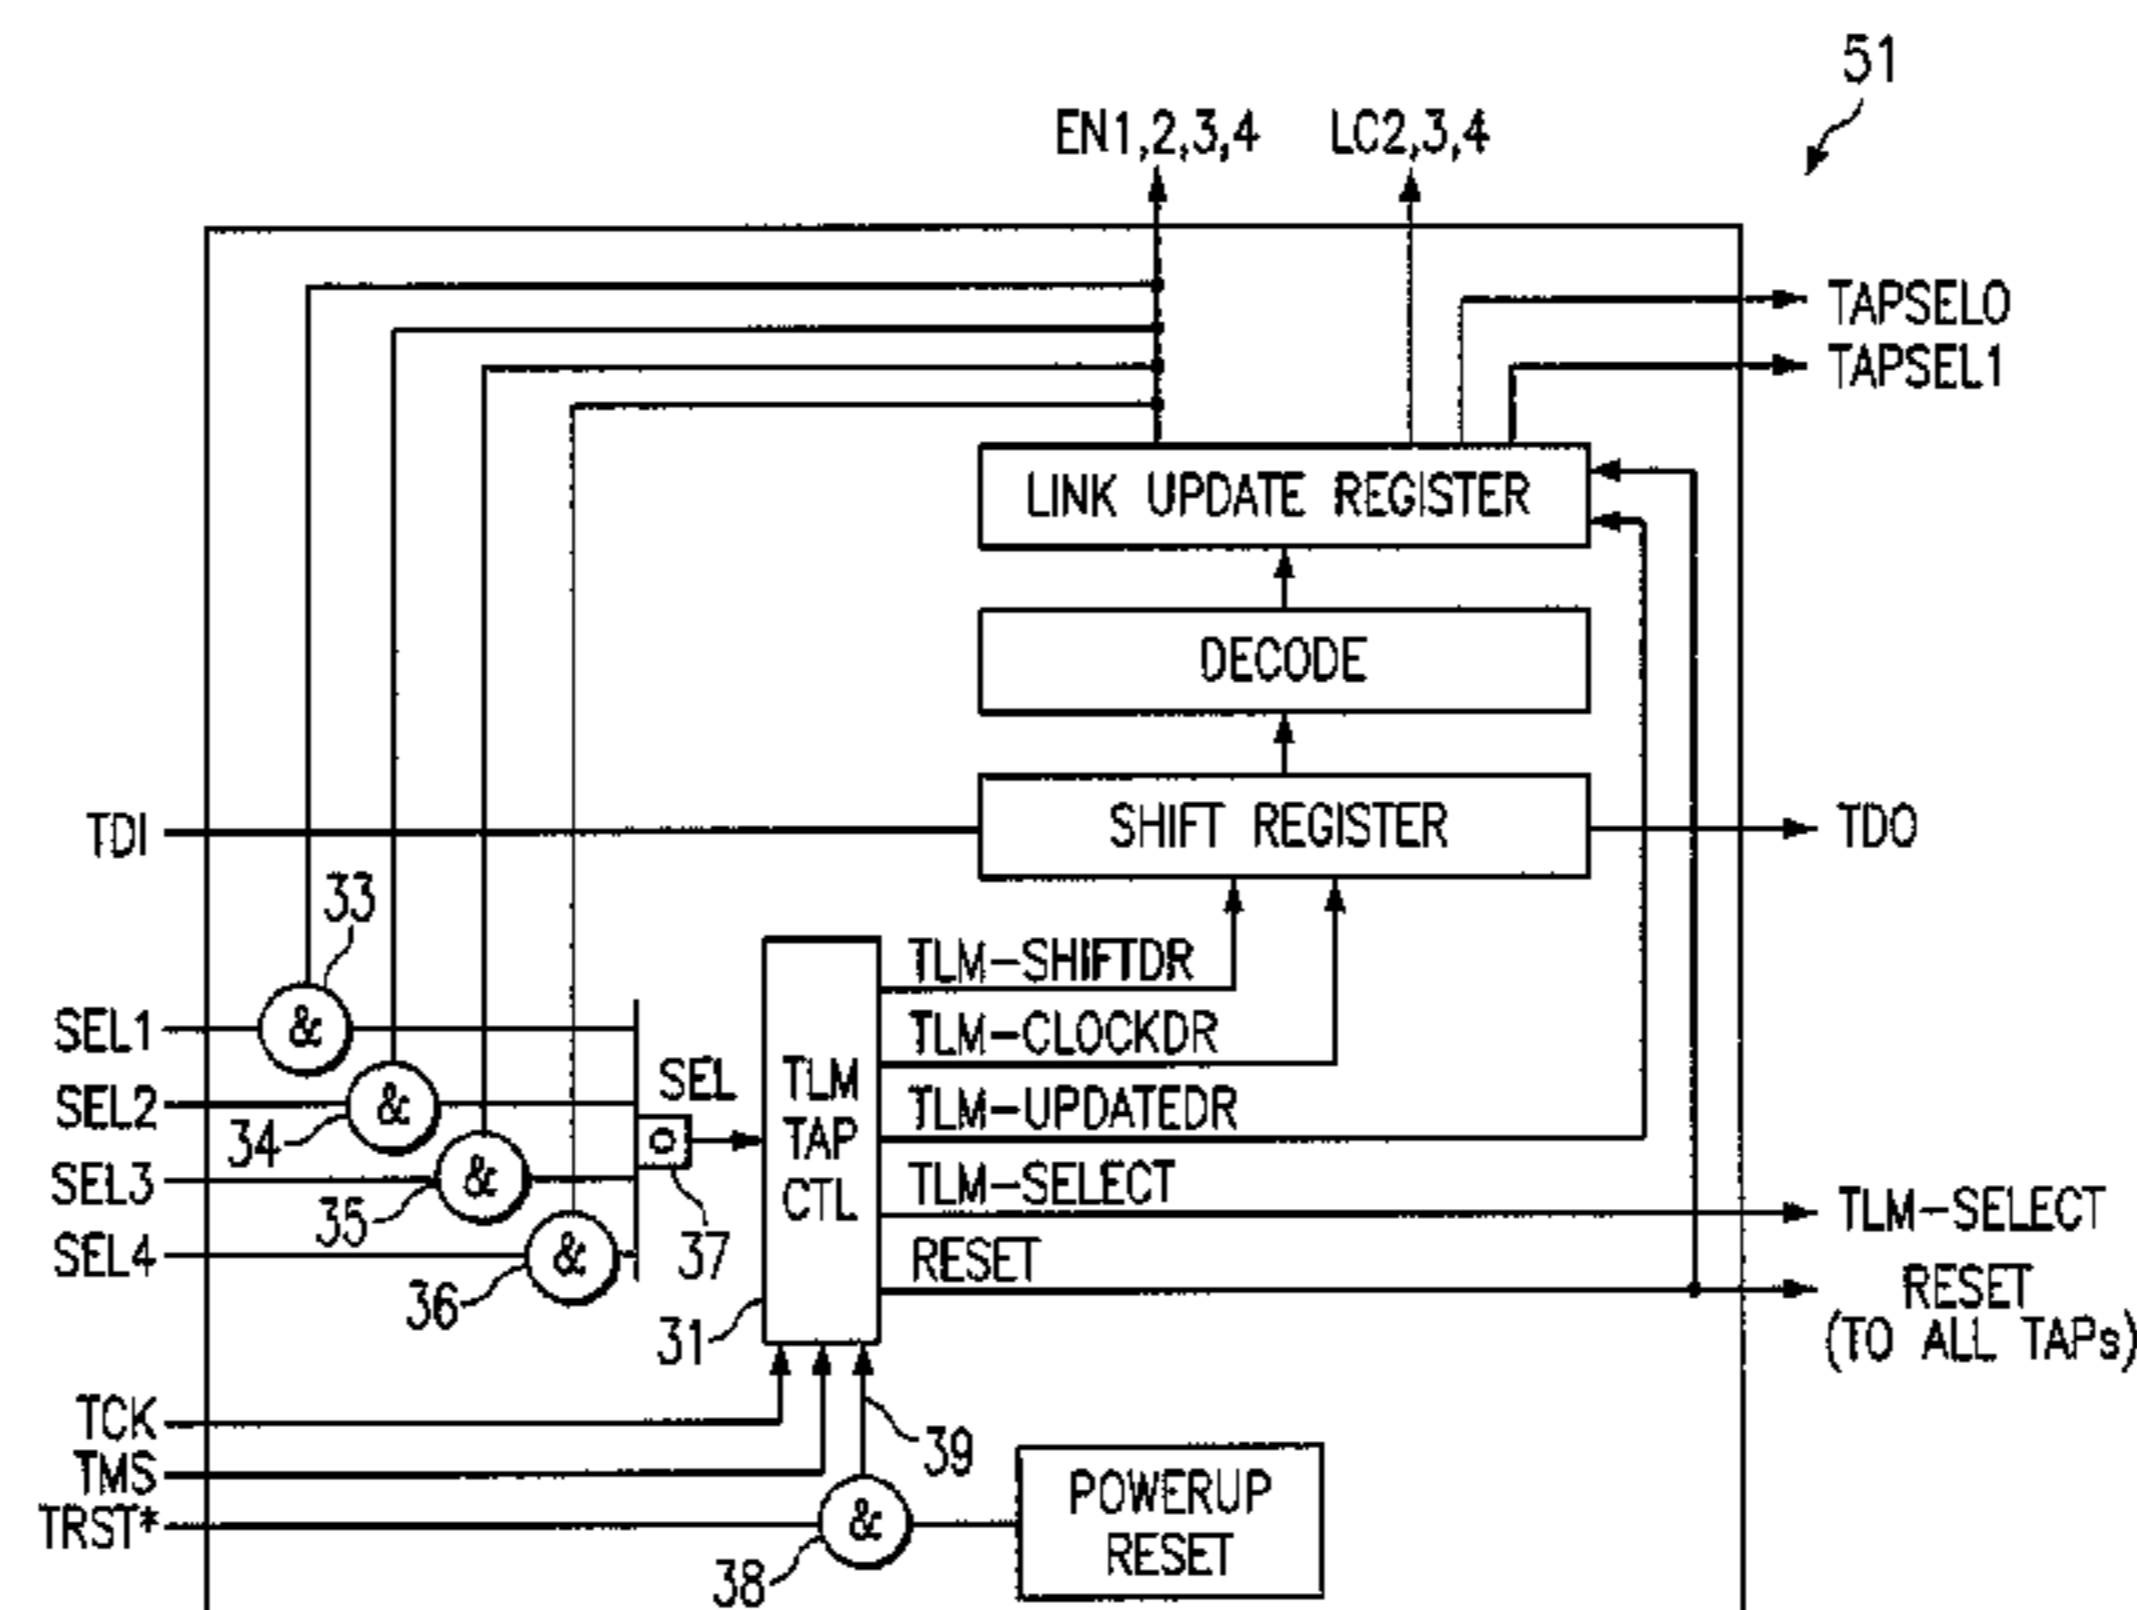 51
EN1,2,3,4
LC2,3,4
TAPSEL0
TAPSEL1
LINK UPDATE REGISTER
DECODE
TDI
SHIFT REGISTER
TDO
33
TLM-SHIFTDR
SEL1
&
TLM-CLOCKDR
SEL2
&
SEL
TLM
TAP
CTL
TLM-UPDATEDR
34
SEL3
&
TLM-SELECT
TLM-SELECT
35
SEL4
&
37
RESET
RESET
(TO ALL TAPs)
36
31
TCK
39
TMS
POWERUP
RESET
TRST*
&
38